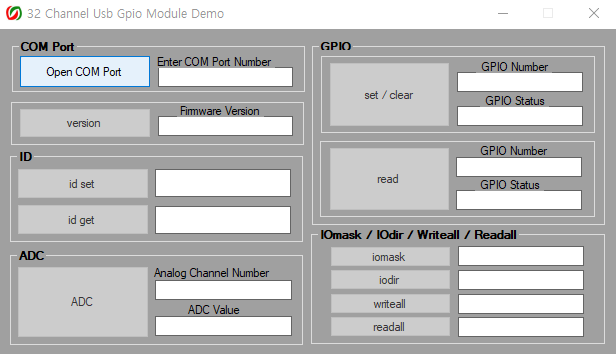 32 Channel Usb Gpio Module Demo
COM Port
Open COM Port
Enter COM Port Number
version
Firmware Version
ID
id set
id get
ADC
ADC
Analog Channel Number
ADC Value
GPIO
set / clear
GPIO Number
GPIO Status
read
GPIO Number
GPIO Status
IOmask / IOdir / Writeall / Readall
iomask
iodir
writeall
readall